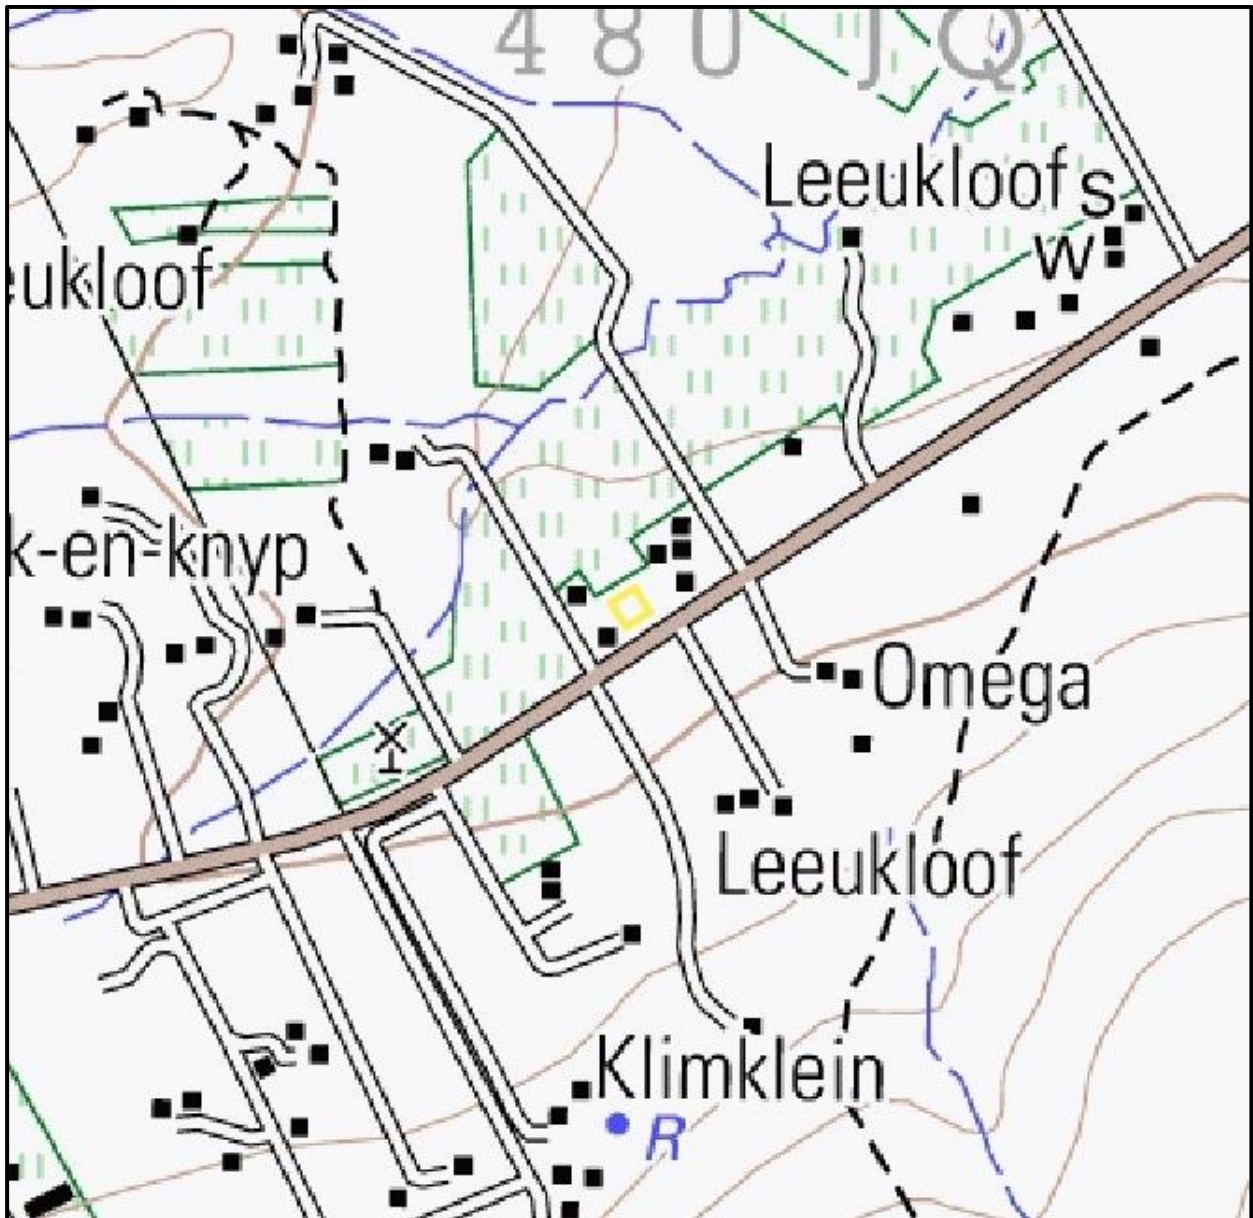 480 JQ
Leeukloof S
W
eukloof
k-en-knyp
Omega
Leeukloof
Klimklein
R